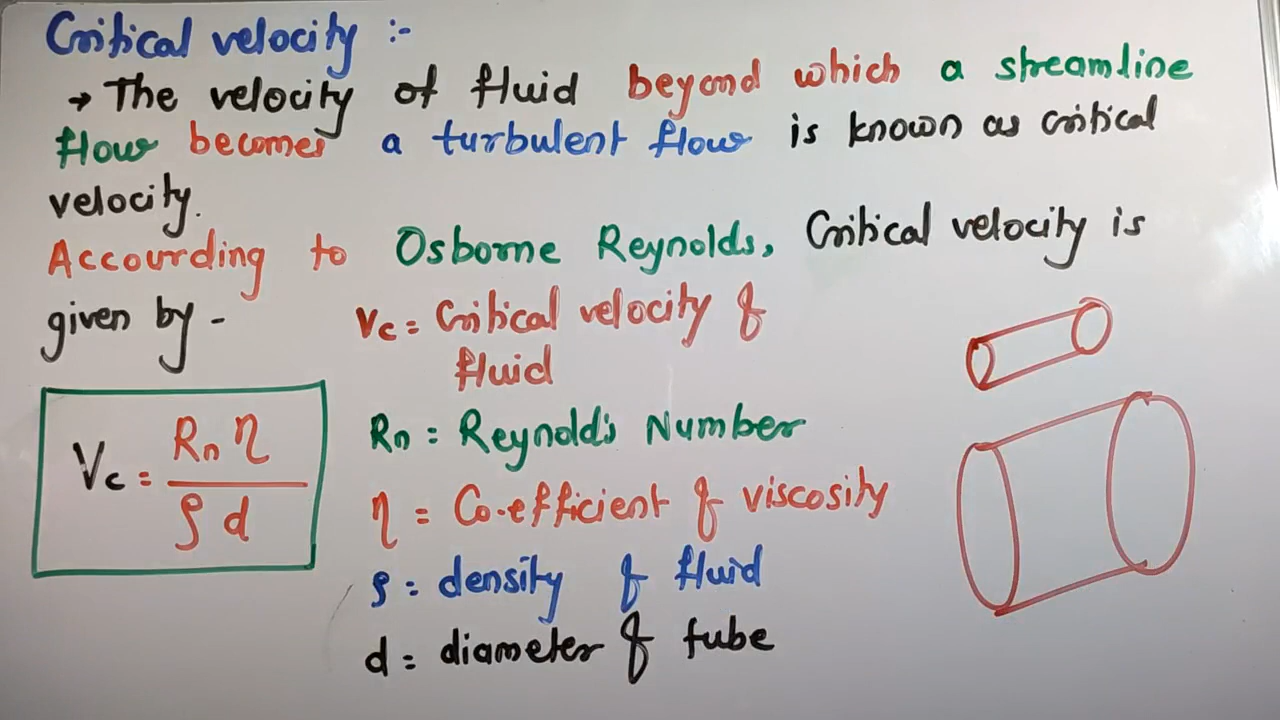 Critical velocity :-
→ The velocity of fluid beyond which a streamline
flow becomes a turbulent flow is known as critical
velocity.
Accourding to Osborne Reynolds, Critical velocity is
given by -
Vc = Critical velocity of
fluid
Vc = Rn η / ρ d
Rn = Reynold's Number
η = Co-efficient of viscosity
ρ = density of fluid
d = diameter of tube